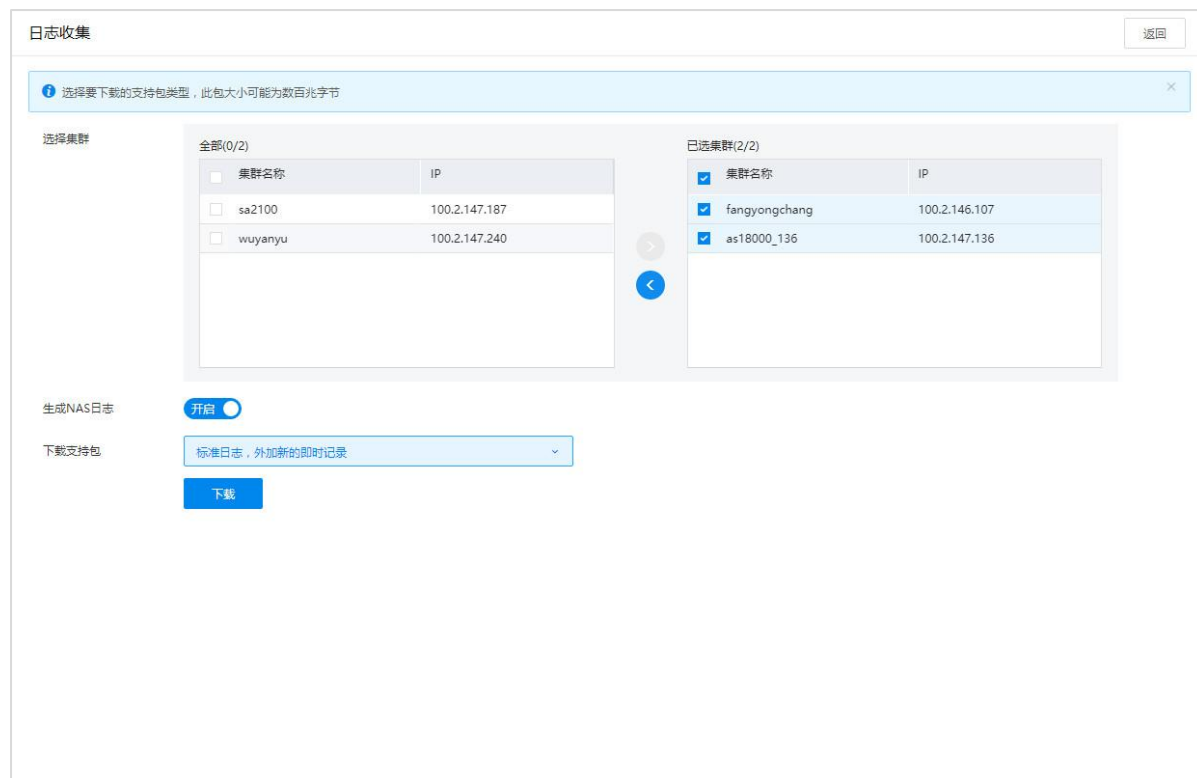 日志收集
返回
选择要下载的支持包类型，此包大小可能为数百兆字节
选择集群
全部(0/2)
集群名称 IP
sa2100 100.2.147.187
wuyanyu 100.2.147.240
已选集群(2/2)
集群名称 IP
fangyongchang 100.2.146.107
as18000_136 100.2.147.136
生成NAS日志
开启
下载支持包
标准日志，外加新的即时记录
下载